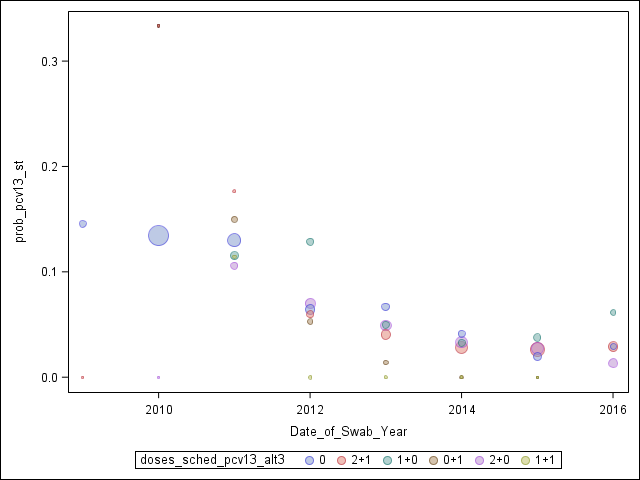 0.3
0.2
0.1
0.0
prob_pcv13_st
2010 2012 2014 2016
Date_of_Swab_Year
doses_sched_pcv13_alt3 0 2+1 1+0 0+1 2+0 1+1